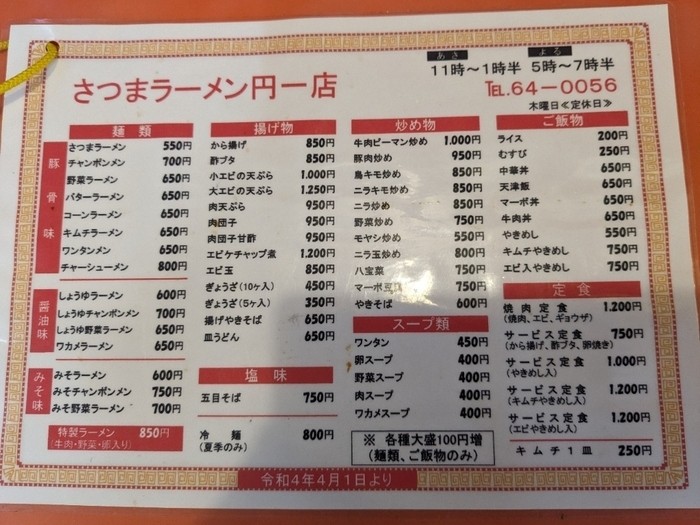 さつまラーメン円一店
あさ よる
11時～1時半 5時～7時半
TEL.64-0056
木曜日≪定休日≫
麺類
豚骨味
さつまラーメン 550円
チャンポンメン 700円
野菜ラーメン 650円
バターラーメン 650円
コーンラーメン 650円
キムチラーメン 650円
ワンタンメン 650円
チャーシューメン 800円
醤油味
しょうゆラーメン 600円
しょうゆチャンポンメン 700円
しょうゆ野菜ラーメン 650円
ワカメラーメン 650円
みそ味
みそラーメン 600円
みそチャンポンメン 750円
みそ野菜ラーメン 700円
特製ラーメン 850円
(牛肉・野菜・卵入り)
揚げ物
から揚げ 850円
酢ブタ 850円
小エビの天ぷら 1.000円
大エビの天ぷら 1.250円
肉天ぷら 950円
肉団子 950円
肉団子甘酢 950円
エビケチャップ煮 1.200円
エビ玉 850円
ぎょうざ(10ヶ入) 450円
ぎょうざ(5ヶ入) 350円
揚げやきそば 650円
皿うどん 650円
塩味
五目そば 750円
冷麺 800円
(夏季のみ)
炒め物
牛肉ピーマン炒め 1.000円
豚肉炒め 950円
鳥キモ炒め 850円
ニラキモ炒め 850円
ニラ炒め 850円
野菜炒め 750円
モヤシ炒め 550円
ニラ玉炒め 800円
八宝菜 750円
マーボ豆腐 750円
やきそば 600円
スープ類
ワンタン 450円
卵スープ 400円
野菜スープ 400円
肉スープ 400円
ワカメスープ 400円
※ 各種大盛100円増
(麺類、ご飯物のみ)
ご飯物
ライス 200円
むすび 250円
中華丼 650円
天津飯 650円
マーボ丼 650円
牛肉丼 650円
やきめし 550円
キムチやきめし 750円
エビ入やきめし 750円
定食
焼肉定食 1.200円
(焼肉、エビ、ギョウザ)
サービス定食 750円
(から揚げ、酢ブタ、卵焼き)
サービス定食 1.000円
(やきめし入)
サービス定食 1.200円
(キムチやきめし入)
サービス定食 1.200円
(エビやきめし入)
キムチ1皿 250円
令和4年4月1日より